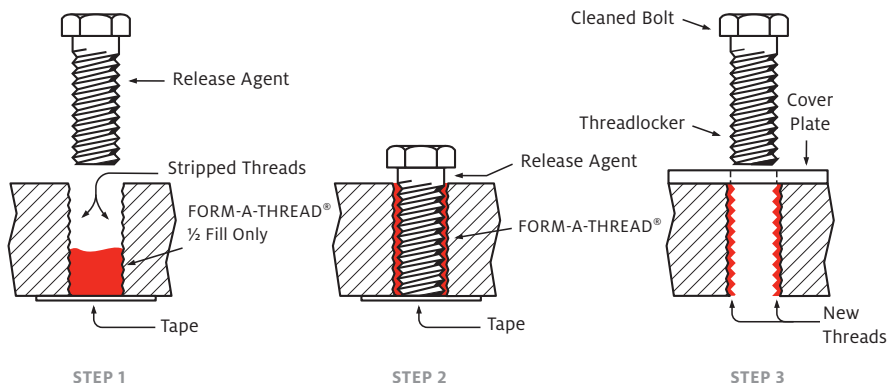 Release Agent
Stripped Threads
FORM-A-THREAD®
½ Fill Only
Tape
STEP 1
Release Agent
FORM-A-THREAD®
Tape
STEP 2
Cleaned Bolt
Threadlocker
Cover
Plate
New
Threads
STEP 3